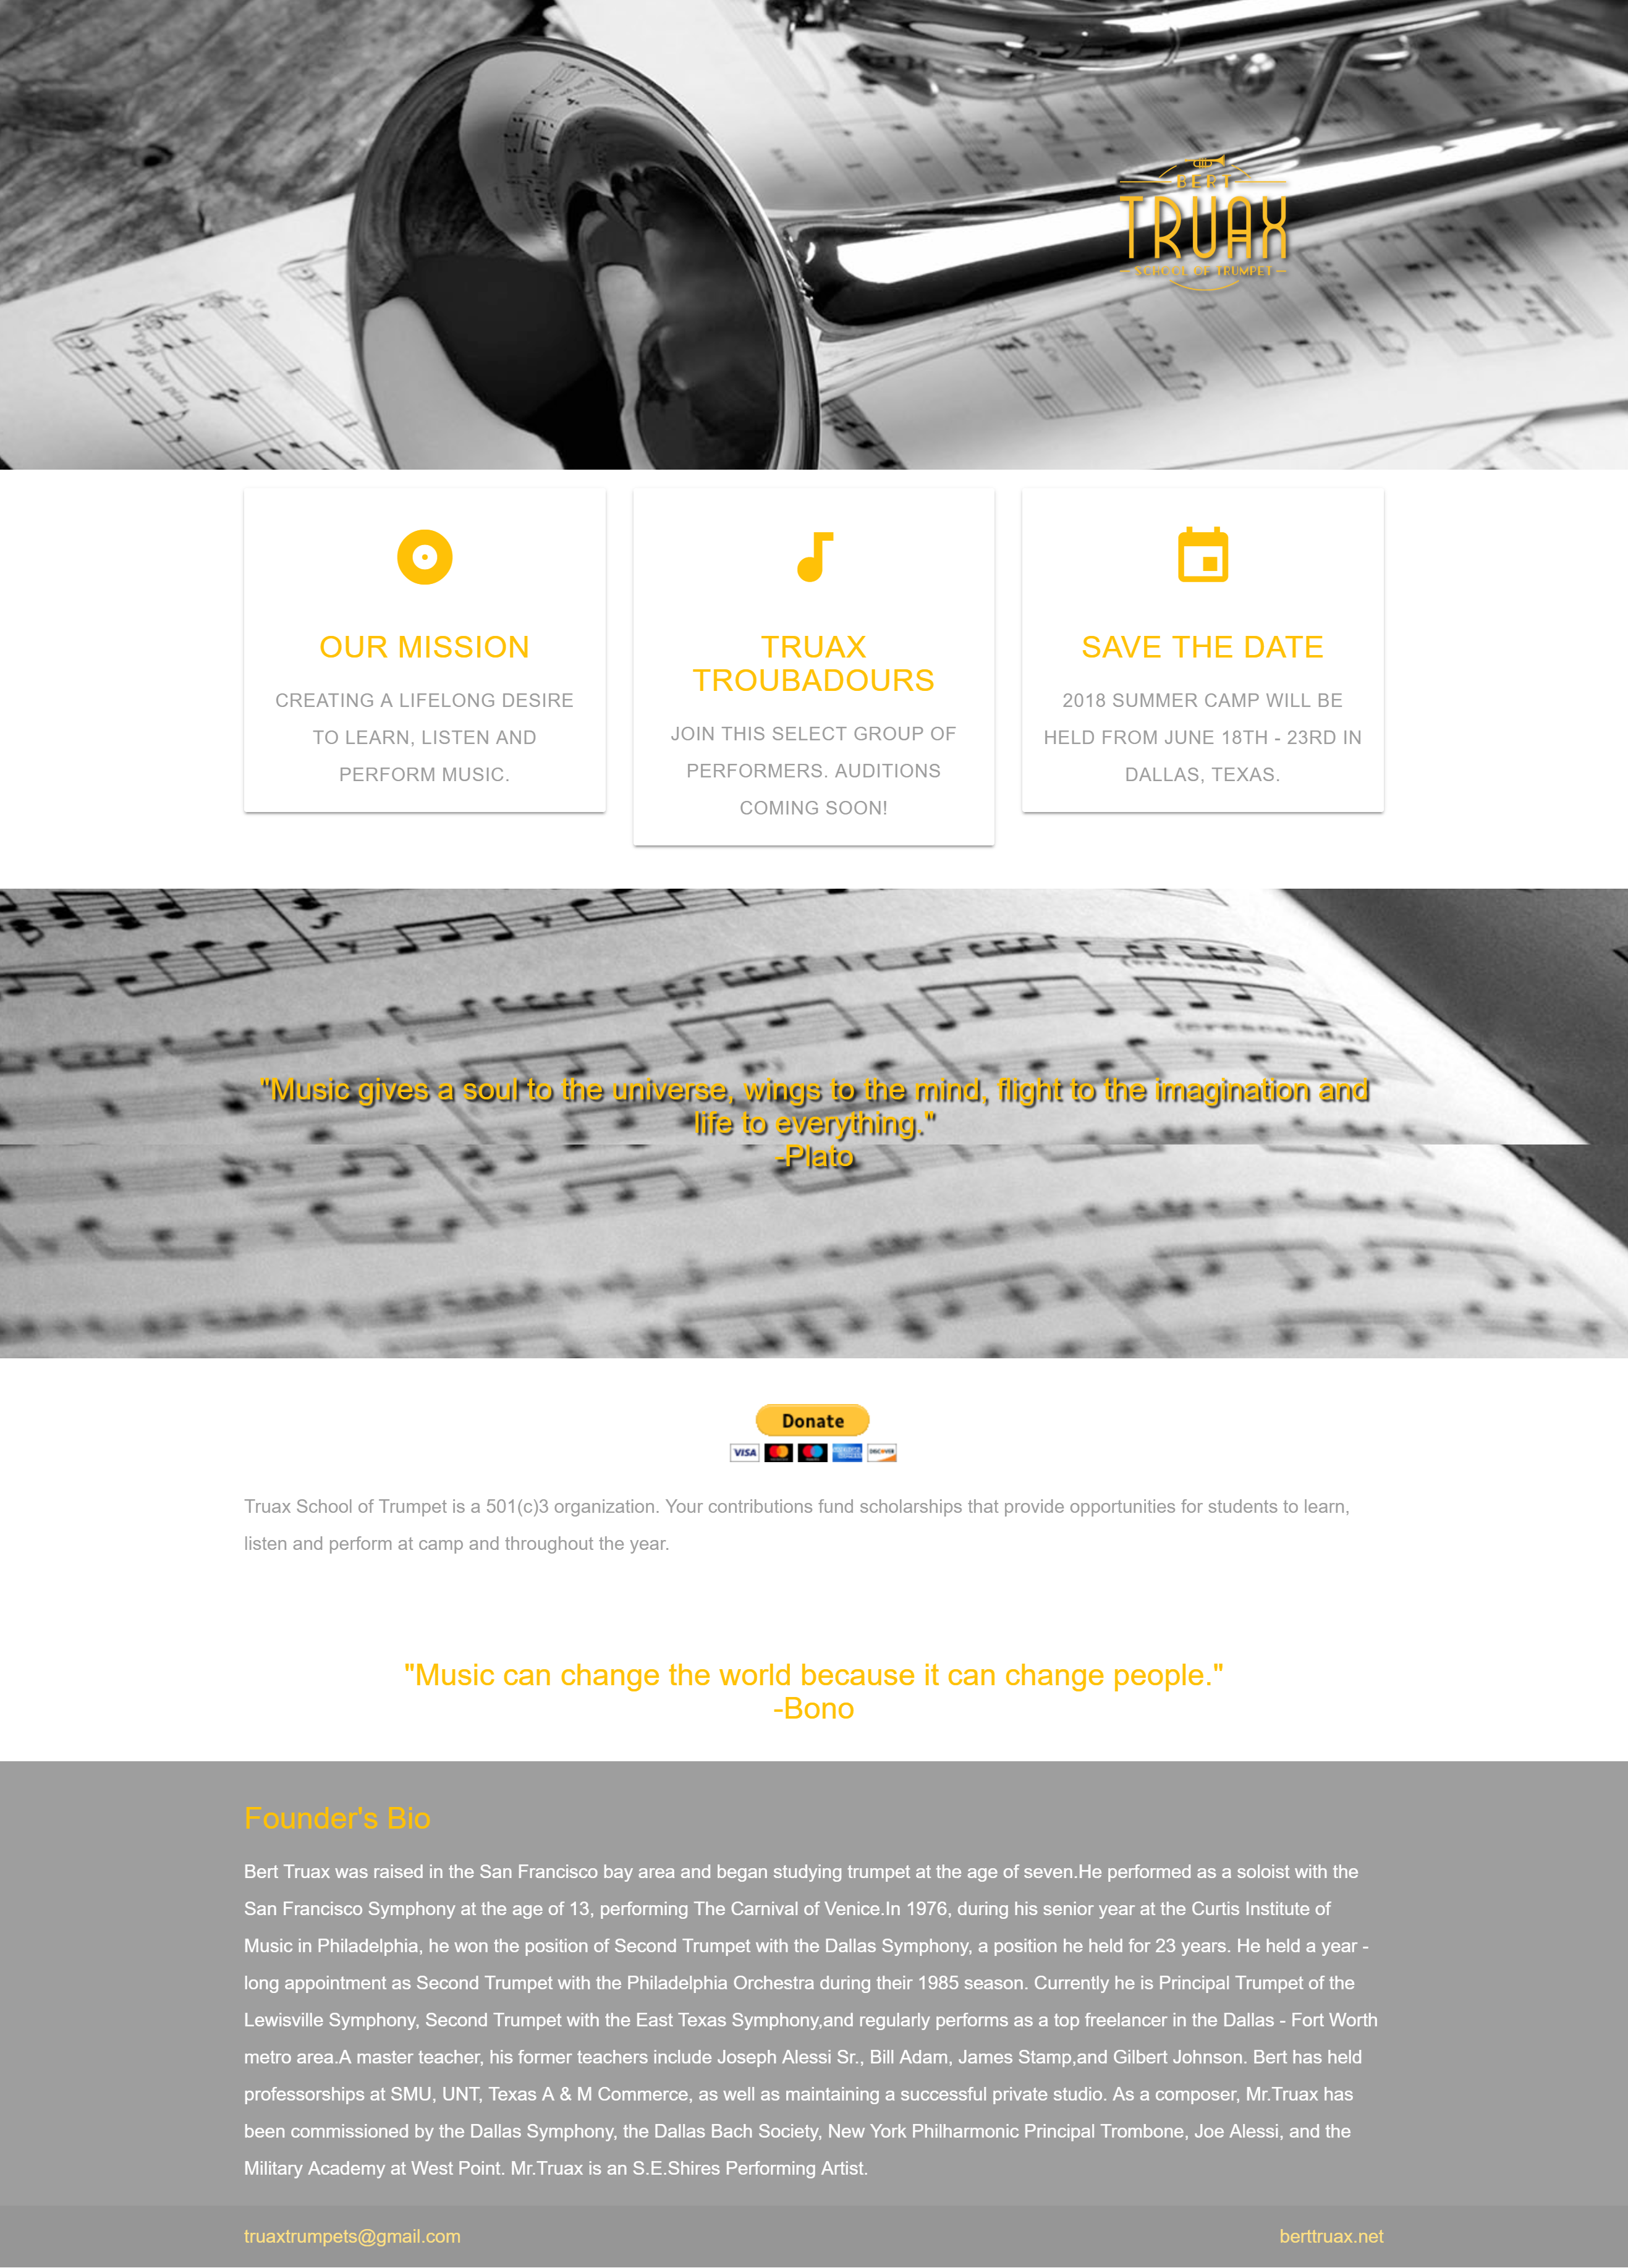 BERT
TRUAX
SCHOOL OF TRUMPET
OUR MISSION
CREATING A LIFELONG DESIRE
TO LEARN, LISTEN AND
PERFORM MUSIC.
TRUAX
TROUBADOURS
JOIN THIS SELECT GROUP OF
PERFORMERS. AUDITIONS
COMING SOON!
SAVE THE DATE
2018 SUMMER CAMP WILL BE
HELD FROM JUNE 18TH - 23RD IN
DALLAS, TEXAS.
(crescendo)
(crescendo)
"Music gives a soul to the universe, wings to the mind, flight to the imagination and
life to everything."
-Plato
Donate
VISA
DISCOVER
Truax School of Trumpet is a 501(c)3 organization. Your contributions fund scholarships that provide opportunities for students to learn,
listen and perform at camp and throughout the year.
"Music can change the world because it can change people."
-Bono
Founder's Bio
Bert Truax was raised in the San Francisco bay area and began studying trumpet at the age of seven.He performed as a soloist with the
San Francisco Symphony at the age of 13, performing The Carnival of Venice.In 1976, during his senior year at the Curtis Institute of
Music in Philadelphia, he won the position of Second Trumpet with the Dallas Symphony, a position he held for 23 years. He held a year -
long appointment as Second Trumpet with the Philadelphia Orchestra during their 1985 season. Currently he is Principal Trumpet of the
Lewisville Symphony, Second Trumpet with the East Texas Symphony,and regularly performs as a top freelancer in the Dallas - Fort Worth
metro area.A master teacher, his former teachers include Joseph Alessi Sr., Bill Adam, James Stamp,and Gilbert Johnson. Bert has held
professorships at SMU, UNT, Texas A & M Commerce, as well as maintaining a successful private studio. As a composer, Mr.Truax has
been commissioned by the Dallas Symphony, the Dallas Bach Society, New York Philharmonic Principal Trombone, Joe Alessi, and the
Military Academy at West Point. Mr.Truax is an S.E.Shires Performing Artist.
truaxtrumpets@gmail.com
berttruax.net